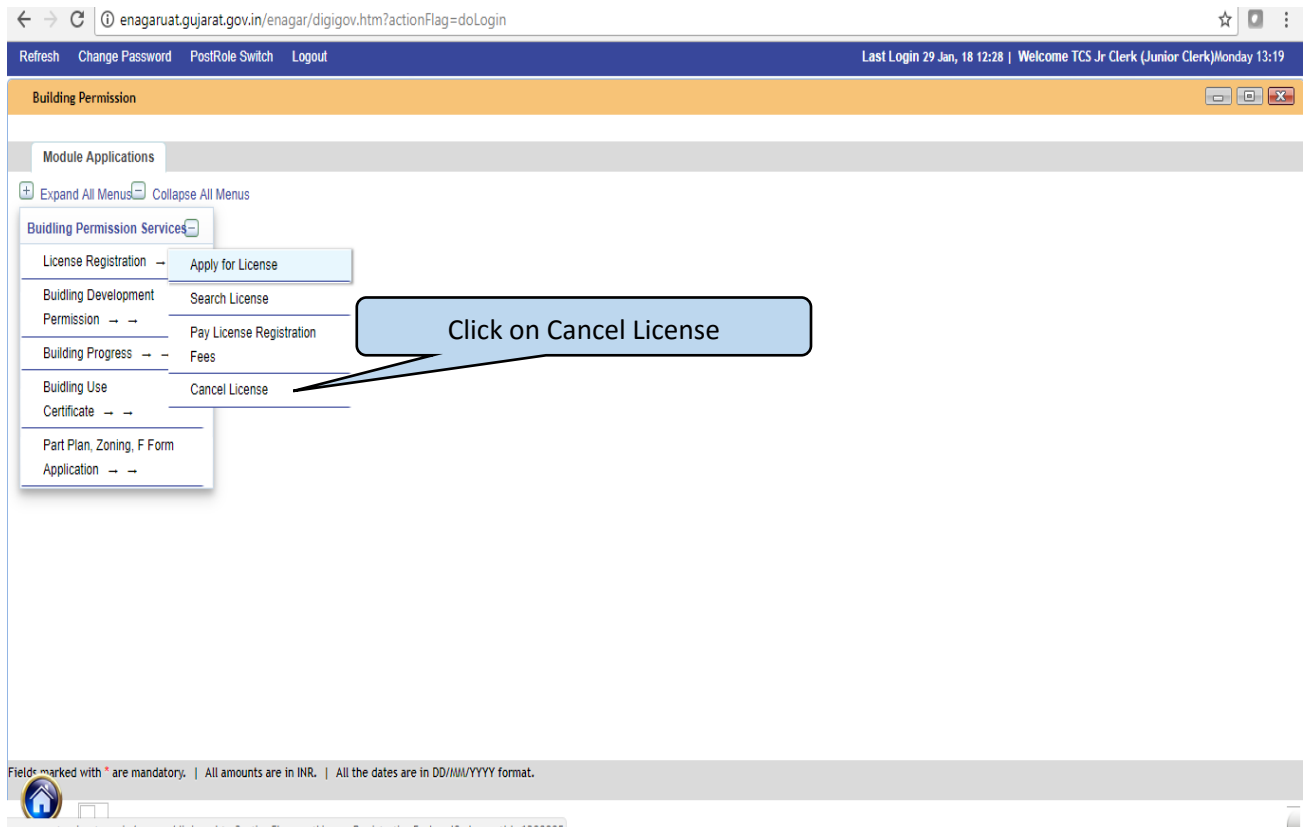 enagaruat.gujarat.gov.in/enagar/digigov.htm?actionFlag=doLogin
Refresh Change Password PostRole Switch Logout Last Login 29 Jan, 18 12:28 | Welcome TCS Jr Clerk (Junior Clerk)Monday 13:19
Building Permission
Module Applications
Expand All Menus Collapse All Menus
Buidling Permission Services
License Registration →
Buidling Development
Permission → →
Building Progress → →
Buidling Use
Certificate → →
Part Plan, Zoning, F Form
Application → →
Apply for License
Search License
Pay License Registration
Fees
Cancel License
Click on Cancel License
Fields marked with * are mandatory. | All amounts are in INR. | All the dates are in DD/MM/YYYY format.